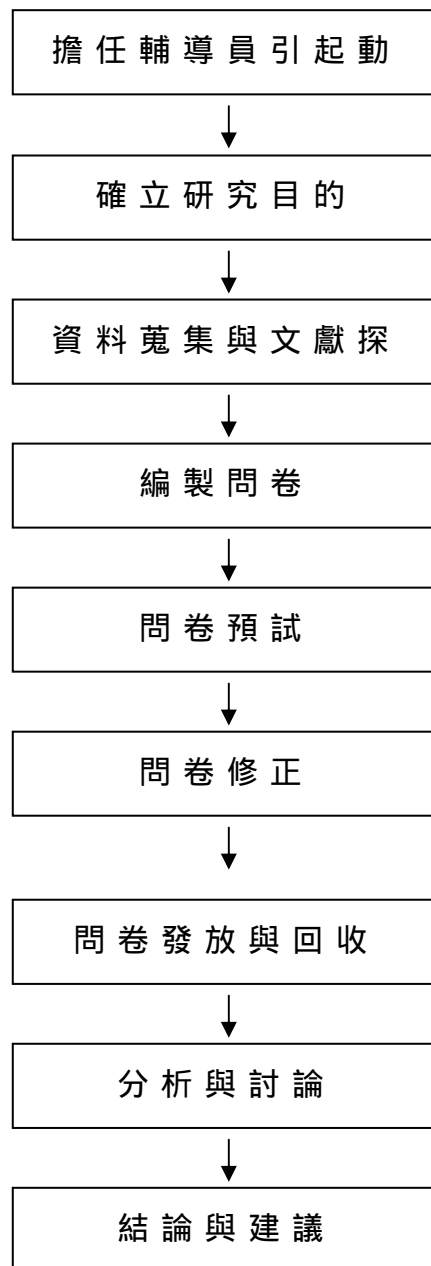 擔任輔導員引起動
確立研究目的
資料蒐集與文獻探
編製問卷
問卷預試
問卷修正
問卷發放與回收
分析與討論
結論與建議